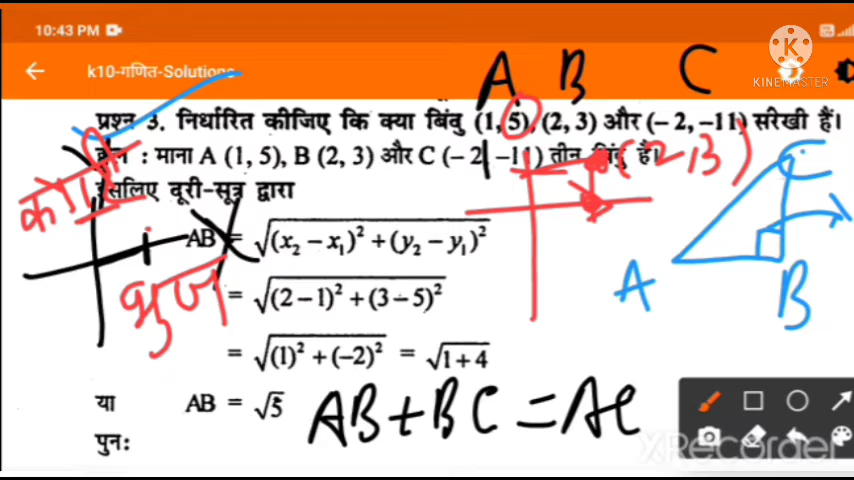 10:43 PM
K
KINEMASTER
k10-गणित-Solutions
A B C
प्रश्न 3. निर्धारित कीजिए कि क्या बिंदु (1, 5), (2, 3) और (– 2, –11) सरेखी हैं।
हल : माना A (1, 5), B (2, 3) और C (– 2, –11) तीन बिंदु है।
(2, 3)
कोटि
इसलिए दूरी-सूत्र द्वारा
AB = √(x₂ – x₁)² + (y₂ – y₁)²
A B C
भुज
= √(2 – 1)² + (3 – 5)²
= √(1)² + (–2)² = √1 + 4
या AB = √5
AB + BC = AC
पुनः
XRecorder